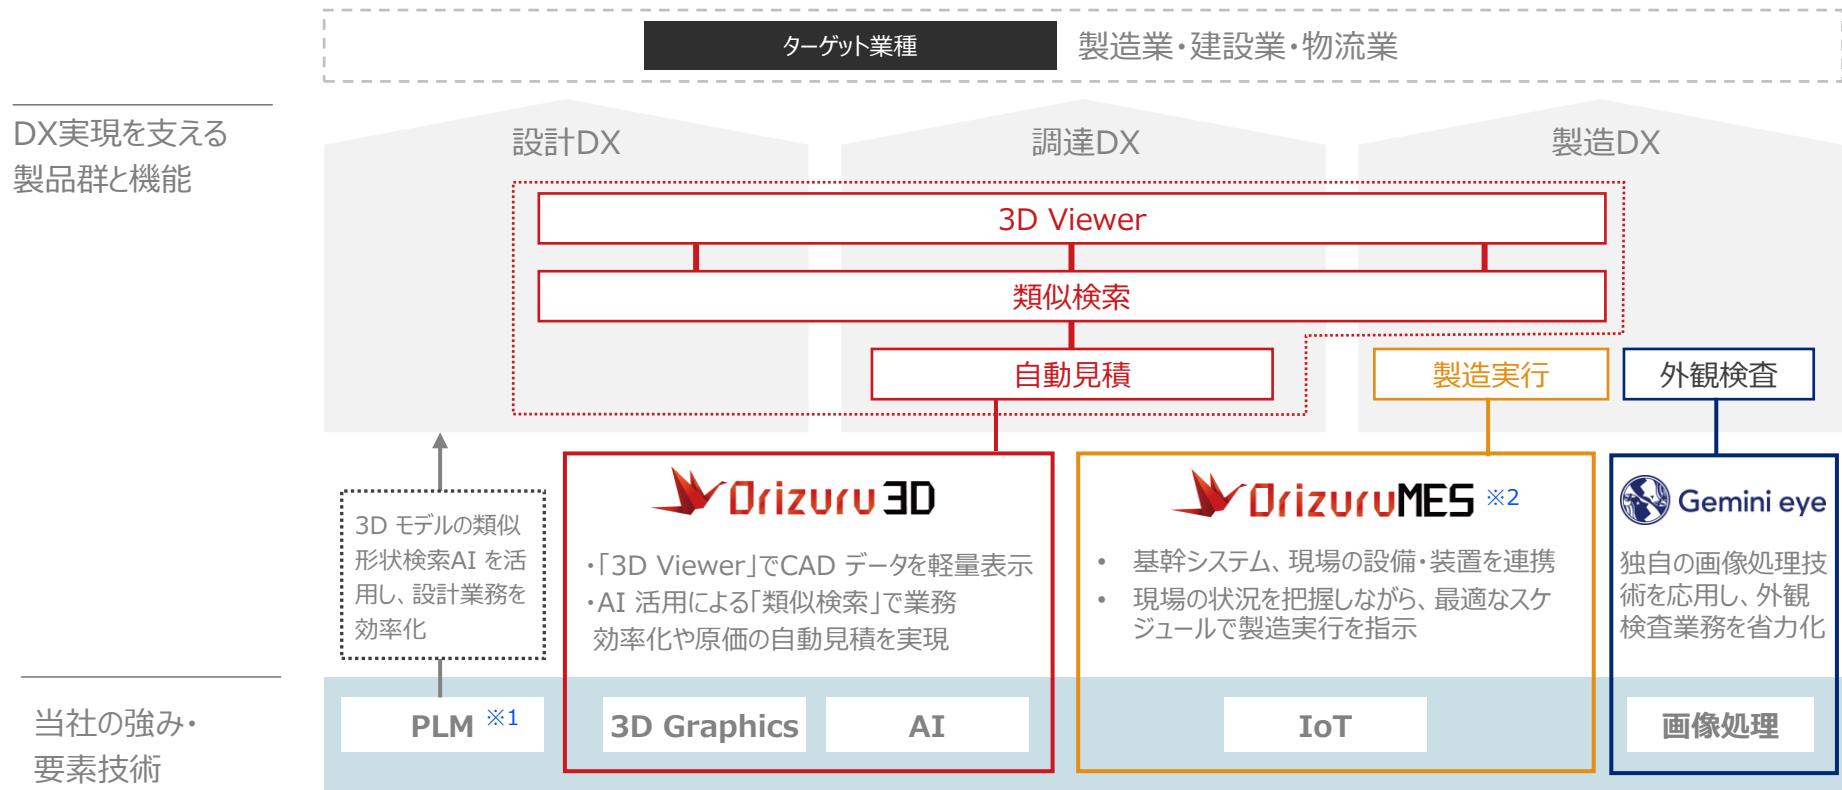 ターゲット業種
製造業・建設業・物流業
DX実現を支える
製品群と機能
設計DX
調達DX
製造DX
3D Viewer
類似検索
自動見積
製造実行
外観検査
3D モデルの類似
形状検索AI を活
用し、設計業務を
効率化
Orizuru 3D
・「3D Viewer」でCAD データを軽量表示
・AI 活用による「類似検索」で業務
効率化や原価の自動見積を実現
OrizuruMES ※2
• 基幹システム、現場の設備・装置を連携
• 現場の状況を把握しながら、最適なスケ
ジュールで製造実行を指示
Gemini eye
独自の画像処理技
術を応用し、外観
検査業務を省力化
当社の強み・
要素技術
PLM ※1
3D Graphics
AI
IoT
画像処理